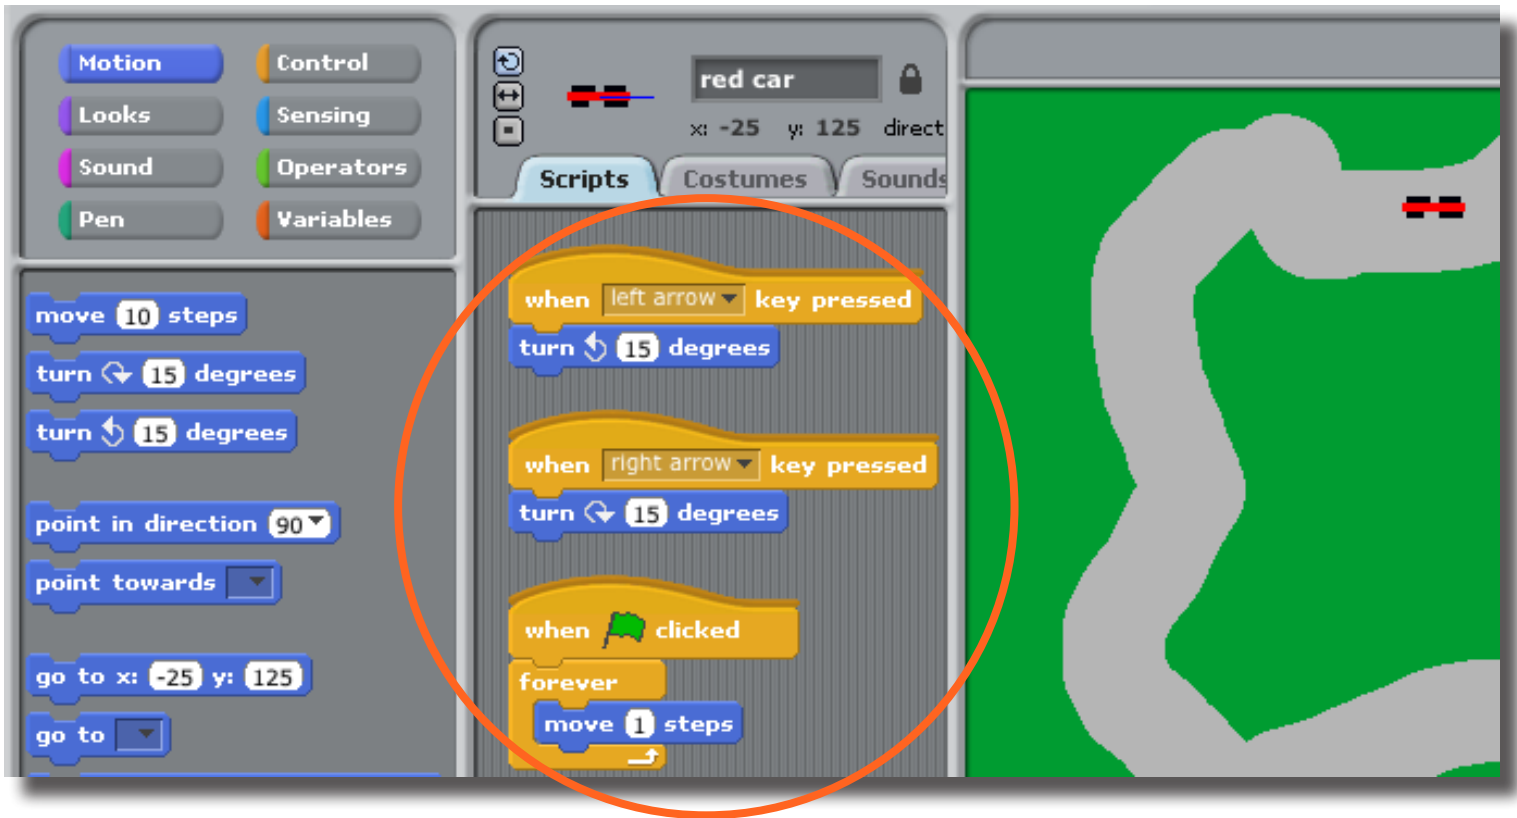 Motion
Control
Looks
Sensing
Sound
Operators
Pen
Variables
move 10 steps
turn 15 degrees
turn 15 degrees
point in direction 90
point towards
go to x: -25 y: 125
go to
red car
x: -25 y: 125 direct
Scripts
Costumes
Sounds
when left arrow key pressed
turn 15 degrees
when right arrow key pressed
turn 15 degrees
when clicked
forever
move 1 steps